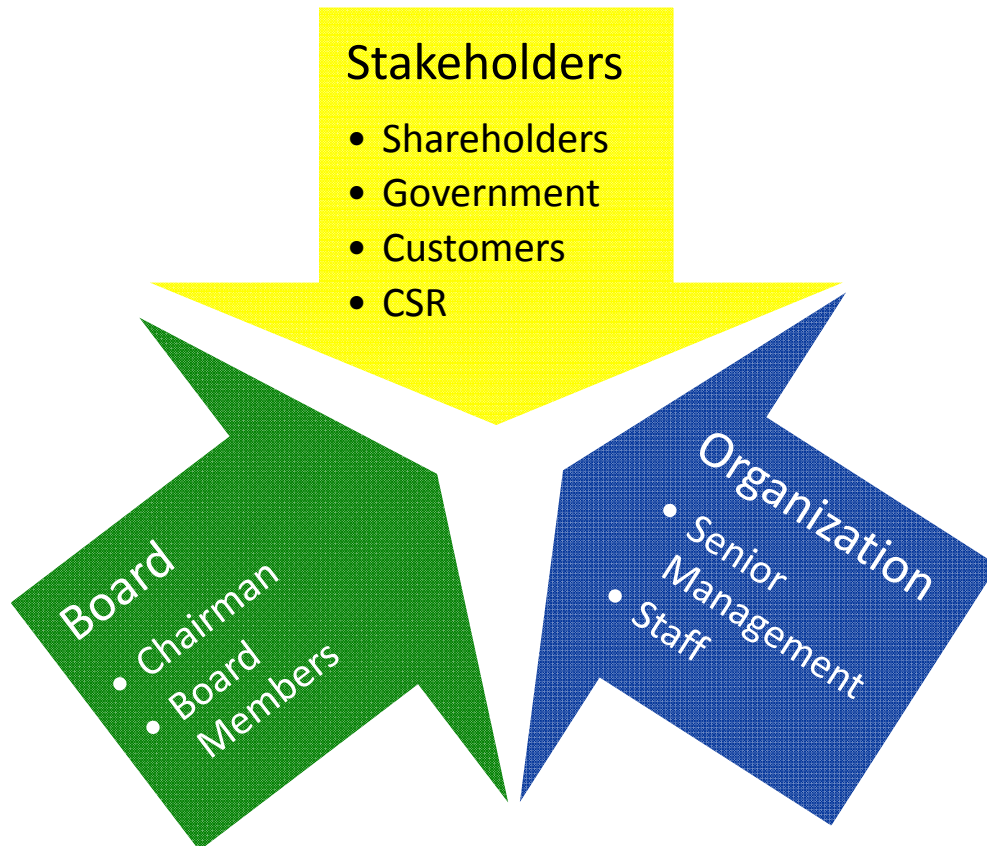 Stakeholders
• Shareholders
• Government
• Customers
• CSR
Board
• Chairman
• Board
Members
Organization
• Senior
Management
• Staff